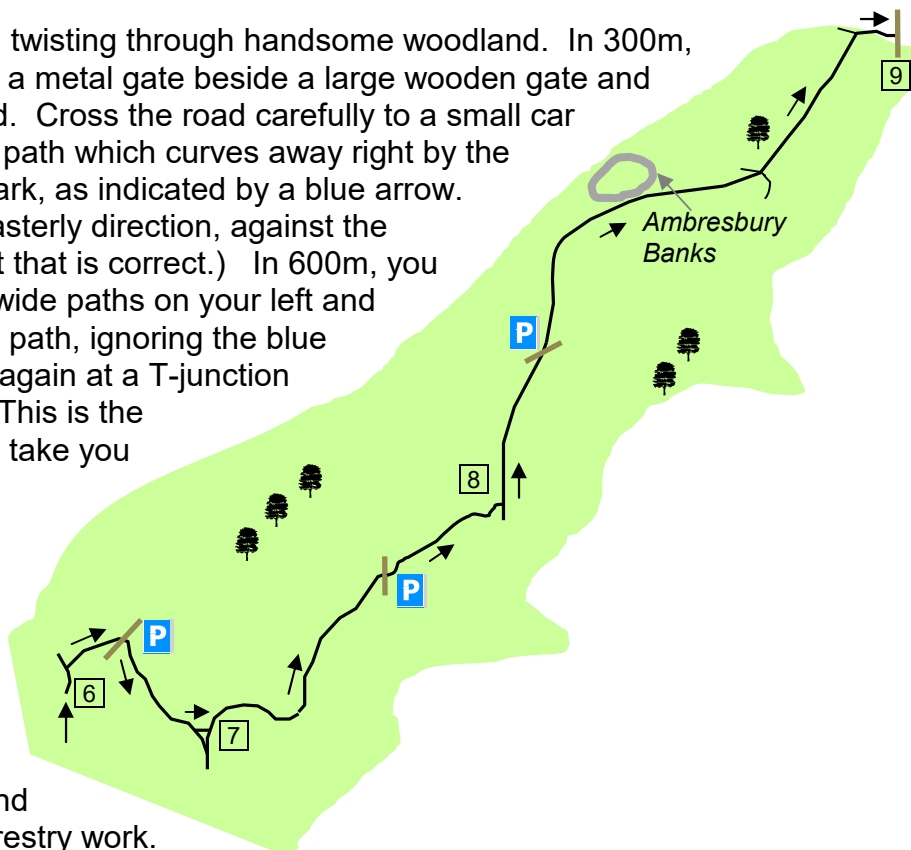 twisting through handsome woodland. In 300m,
a metal gate beside a large wooden gate and
d. Cross the road carefully to a small car
path which curves away right by the
ark, as indicated by a blue arrow.
asterly direction, against the
t that is correct.) In 600m, you
wide paths on your left and
path, ignoring the blue
again at a T-junction
This is the
take you
9
Ambresbury
Banks
P
8
P
P
6
7
nd
restry work.